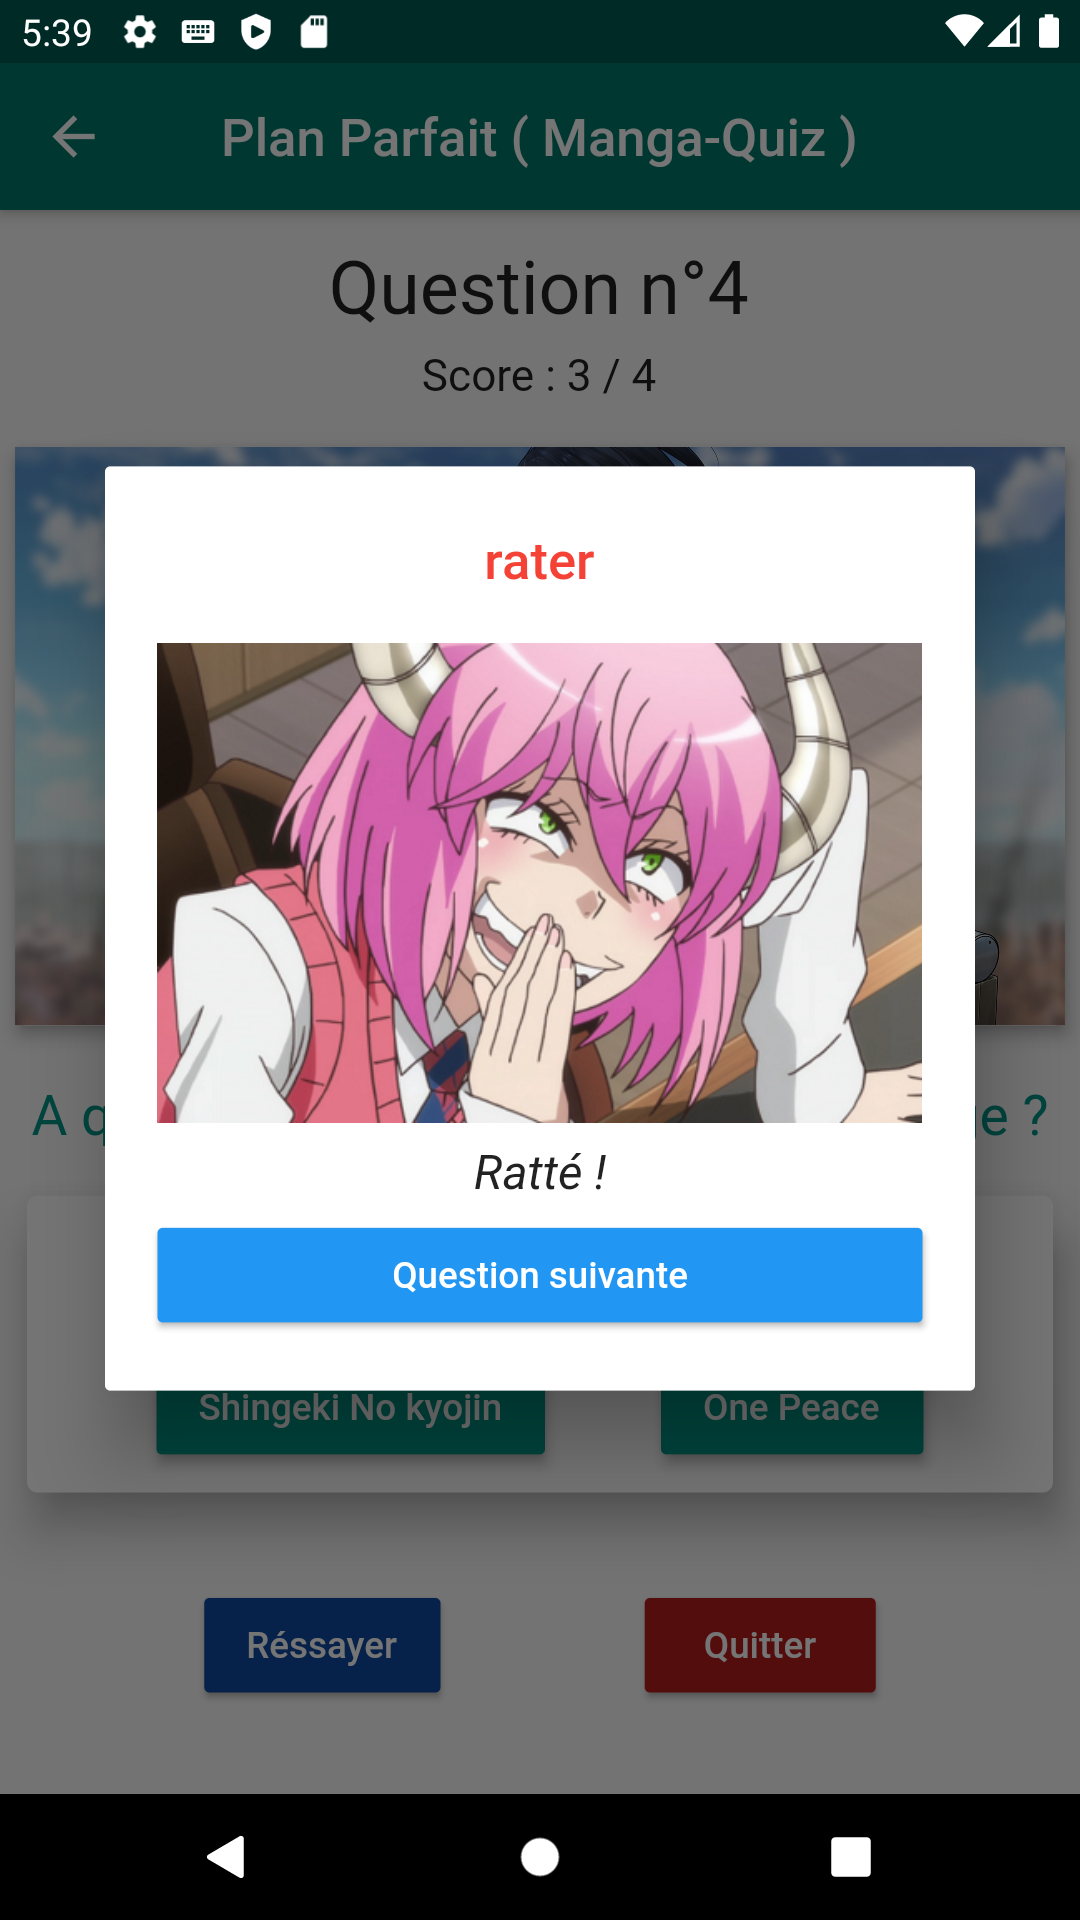 5:39
Plan Parfait ( Manga-Quiz )
Question n°4
Score : 3 / 4
rater
Ratté !
A
?
Question suivante
Shingeki No kyojin
One Peace
Réssayer
Quitter